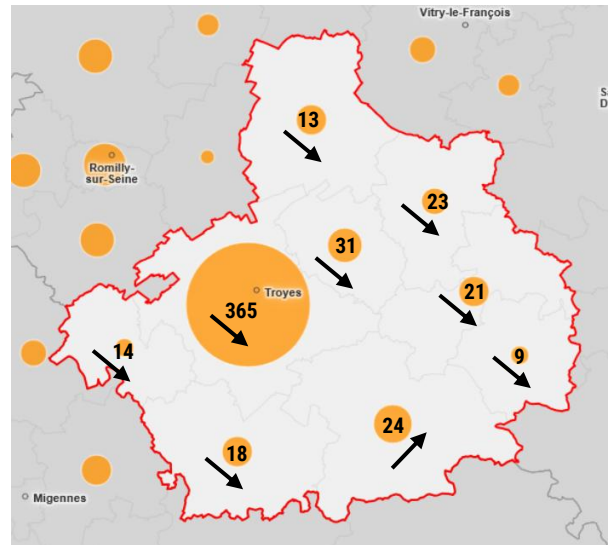 Vitry-le-François
S
D
13
Romilly-
sur-Seine
23
31
21
Troyes
365
14
9
24
18
Migennes